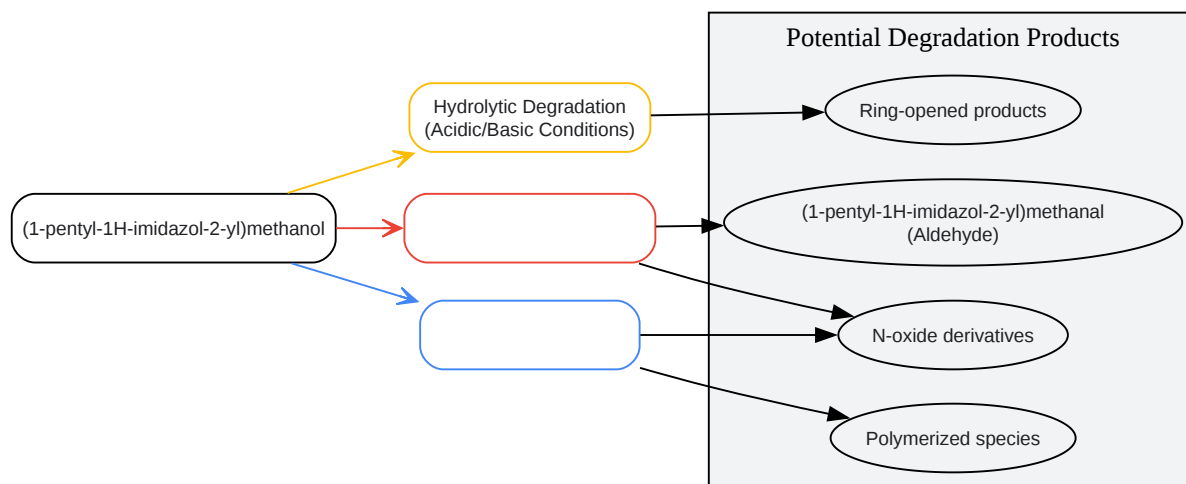 Potential Degradation Products
Hydrolytic Degradation
(Acidic/Basic Conditions)
Ring-opened products
(1-pentyl-1H-imidazol-2-yl)methanol
(1-pentyl-1H-imidazol-2-yl)methanal
(Aldehyde)
N-oxide derivatives
Polymerized species